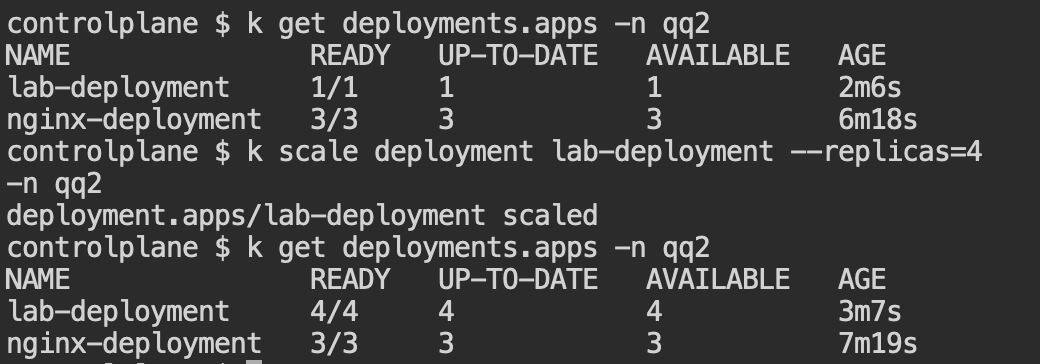 controlplane $ k get deployments.apps -n qq2
NAME READY UP-TO-DATE AVAILABLE AGE
lab-deployment 1/1 1 1 2m6s
nginx-deployment 3/3 3 3 6m18s
controlplane $ k scale deployment lab-deployment --replicas=4
-n qq2
deployment.apps/lab-deployment scaled
controlplane $ k get deployments.apps -n qq2
NAME READY UP-TO-DATE AVAILABLE AGE
lab-deployment 4/4 4 4 3m7s
nginx-deployment 3/3 3 3 7m19s